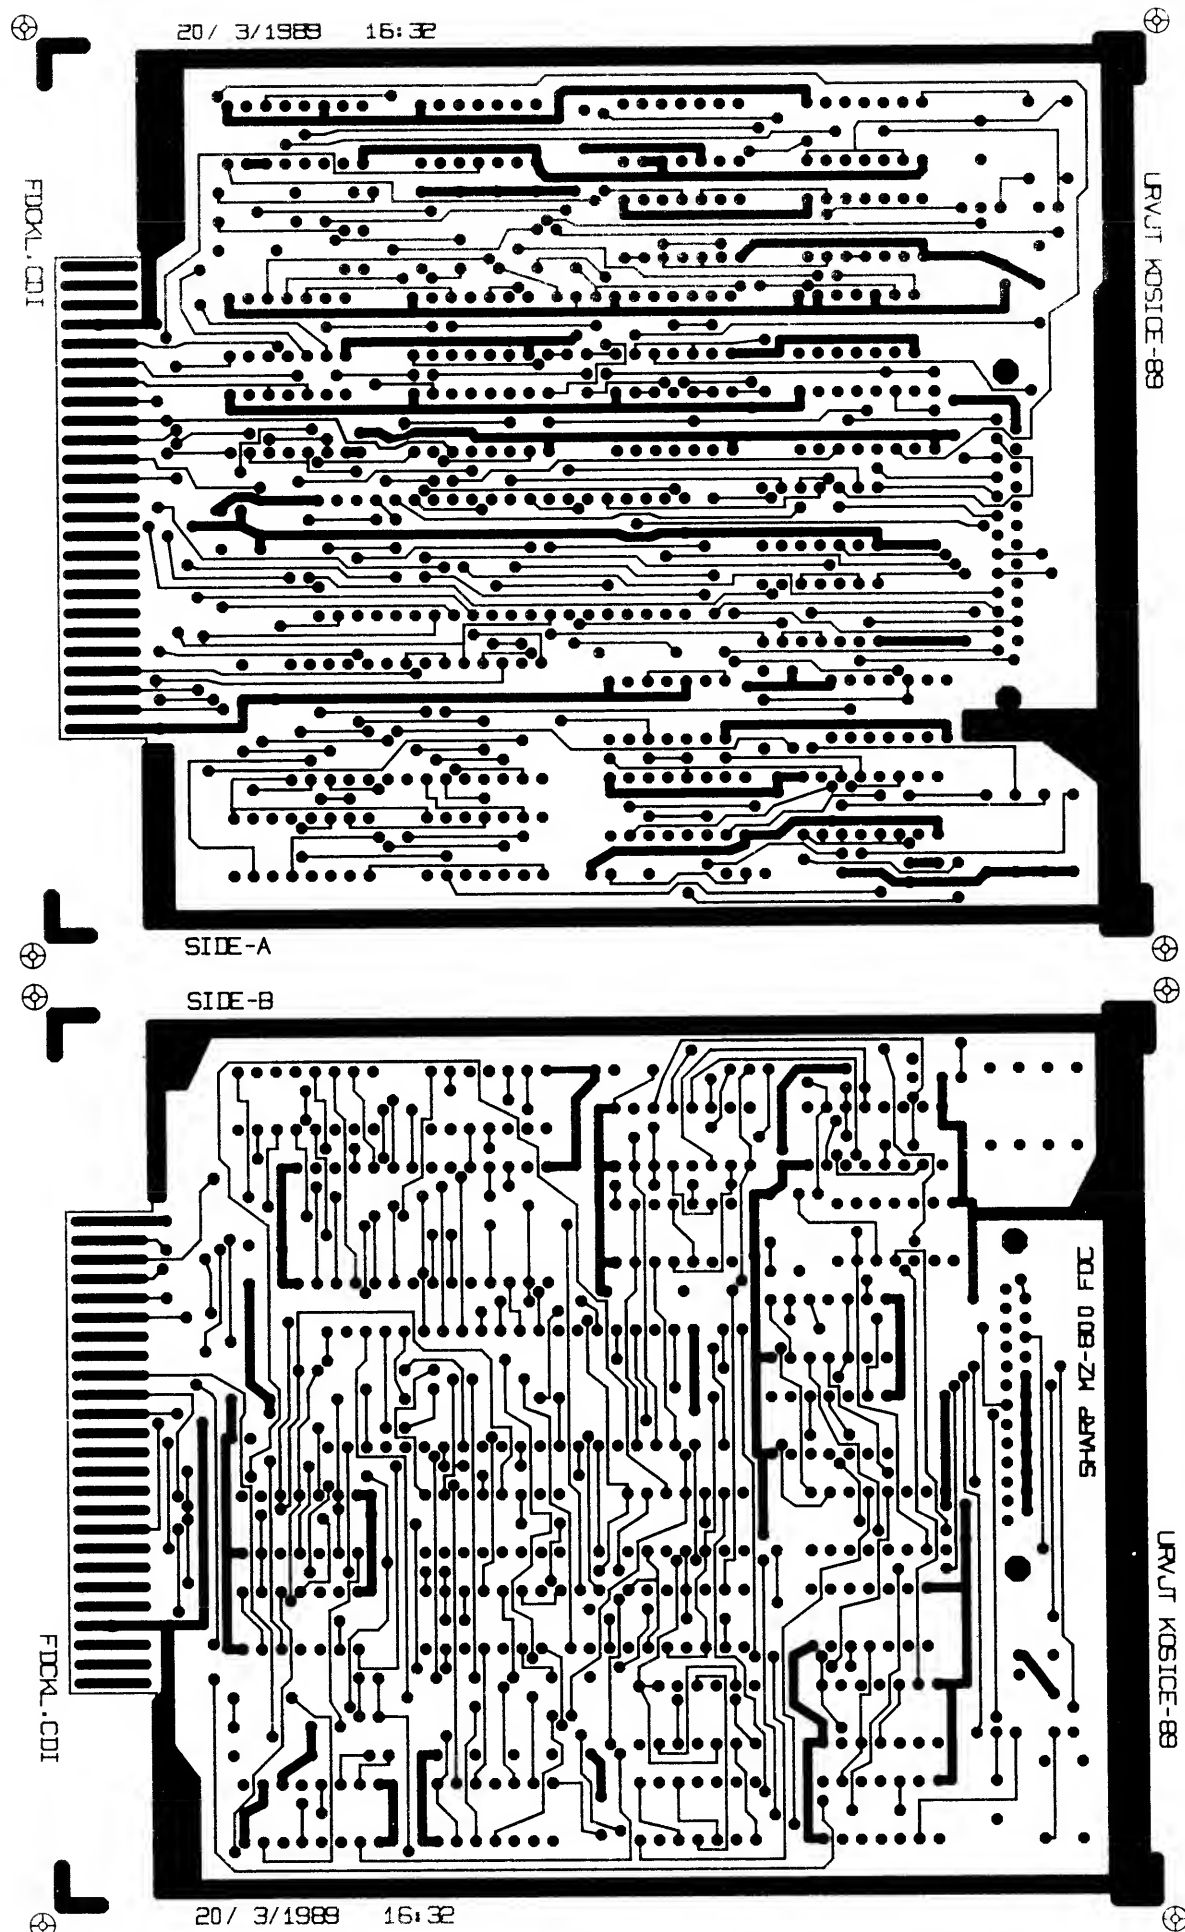 20/ 3/1989 16:32
FDCKL.CDI
URVJT KOSICE-89
SIDE-A
SIDE-B
SHARP MZ-800 FDC
URVJT KOSICE-89
FDCKL.CDI
20/ 3/1989 16:32